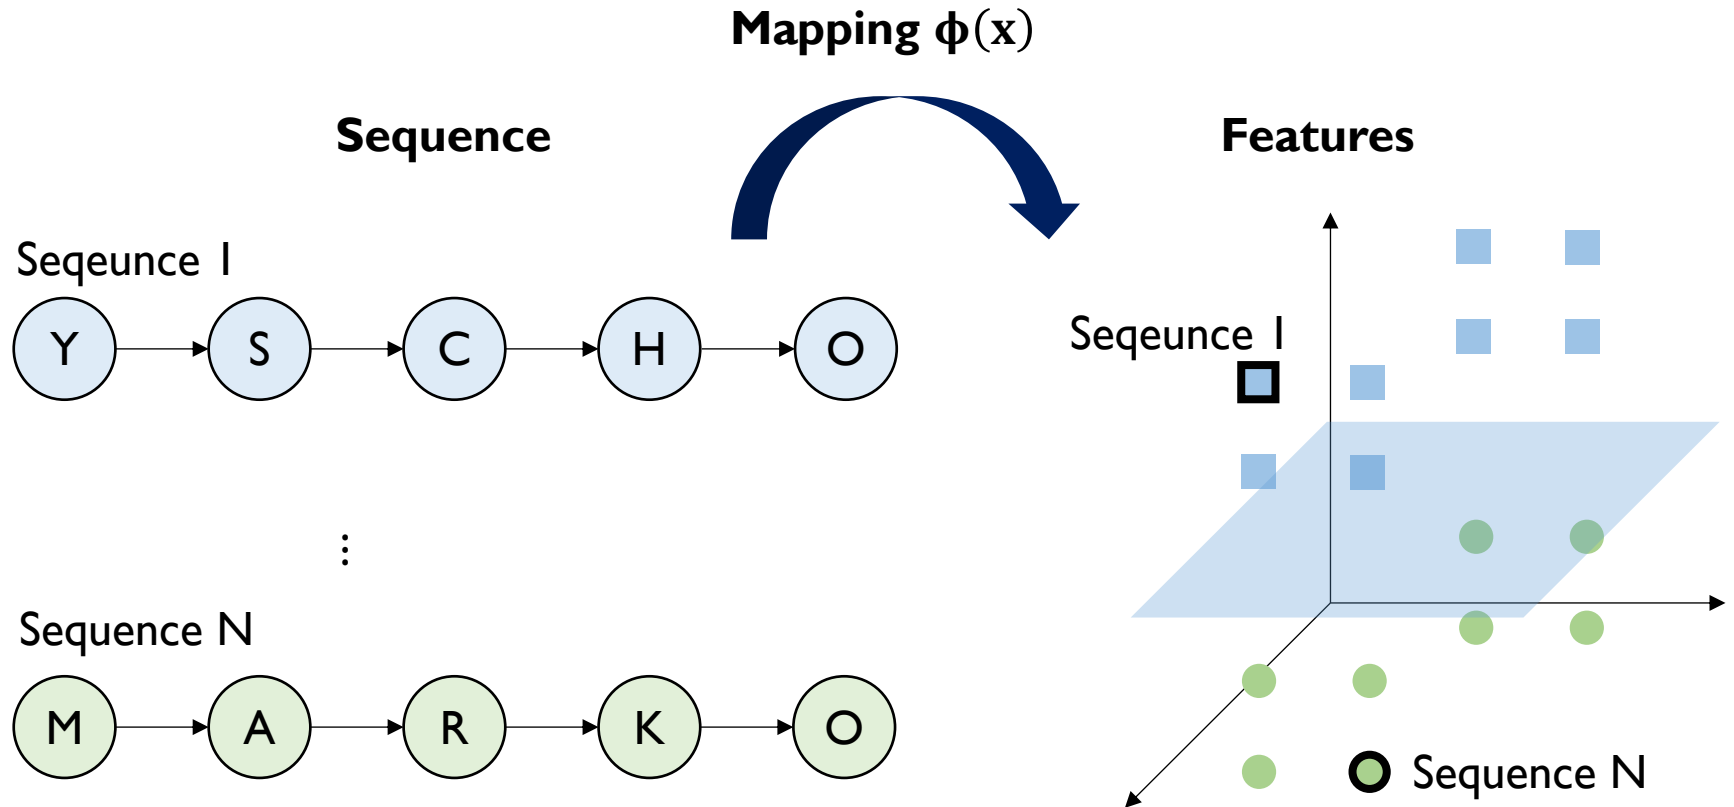 Mapping ϕ(x)
Sequence
Features
Seqeunce 1
Y S C H O
Seqeunce 1
⋮
Sequence N
M A R K O
Sequence N